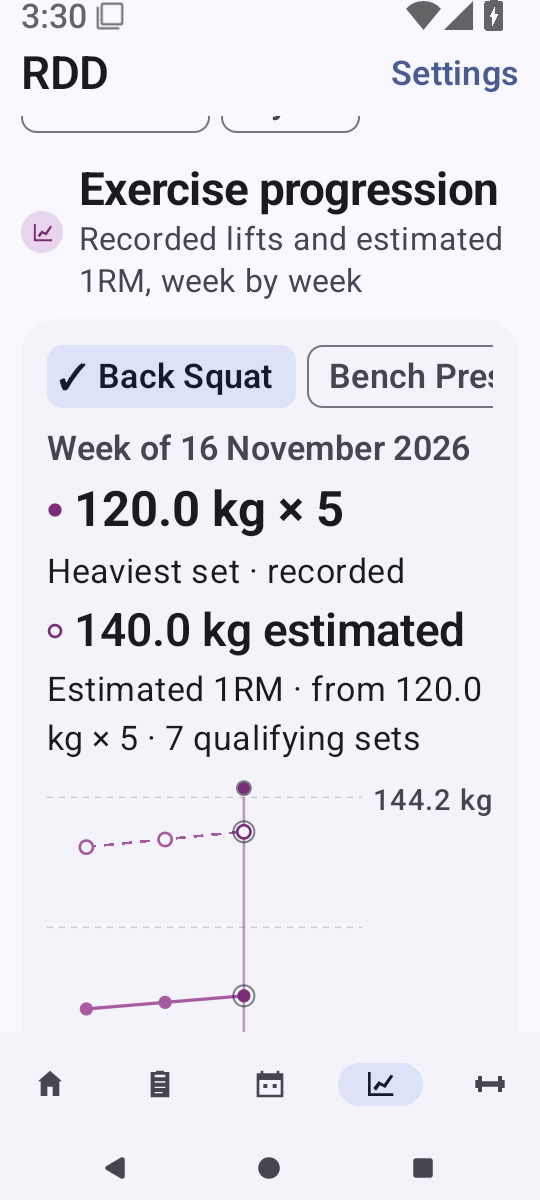 3:30
RDD
Settings
Exercise progression
Recorded lifts and estimated
1RM, week by week
✓ Back Squat
Bench Pres
Week of 16 November 2026
120.0 kg × 5
Heaviest set · recorded
140.0 kg estimated
Estimated 1RM · from 120.0
kg × 5 · 7 qualifying sets
144.2 kg